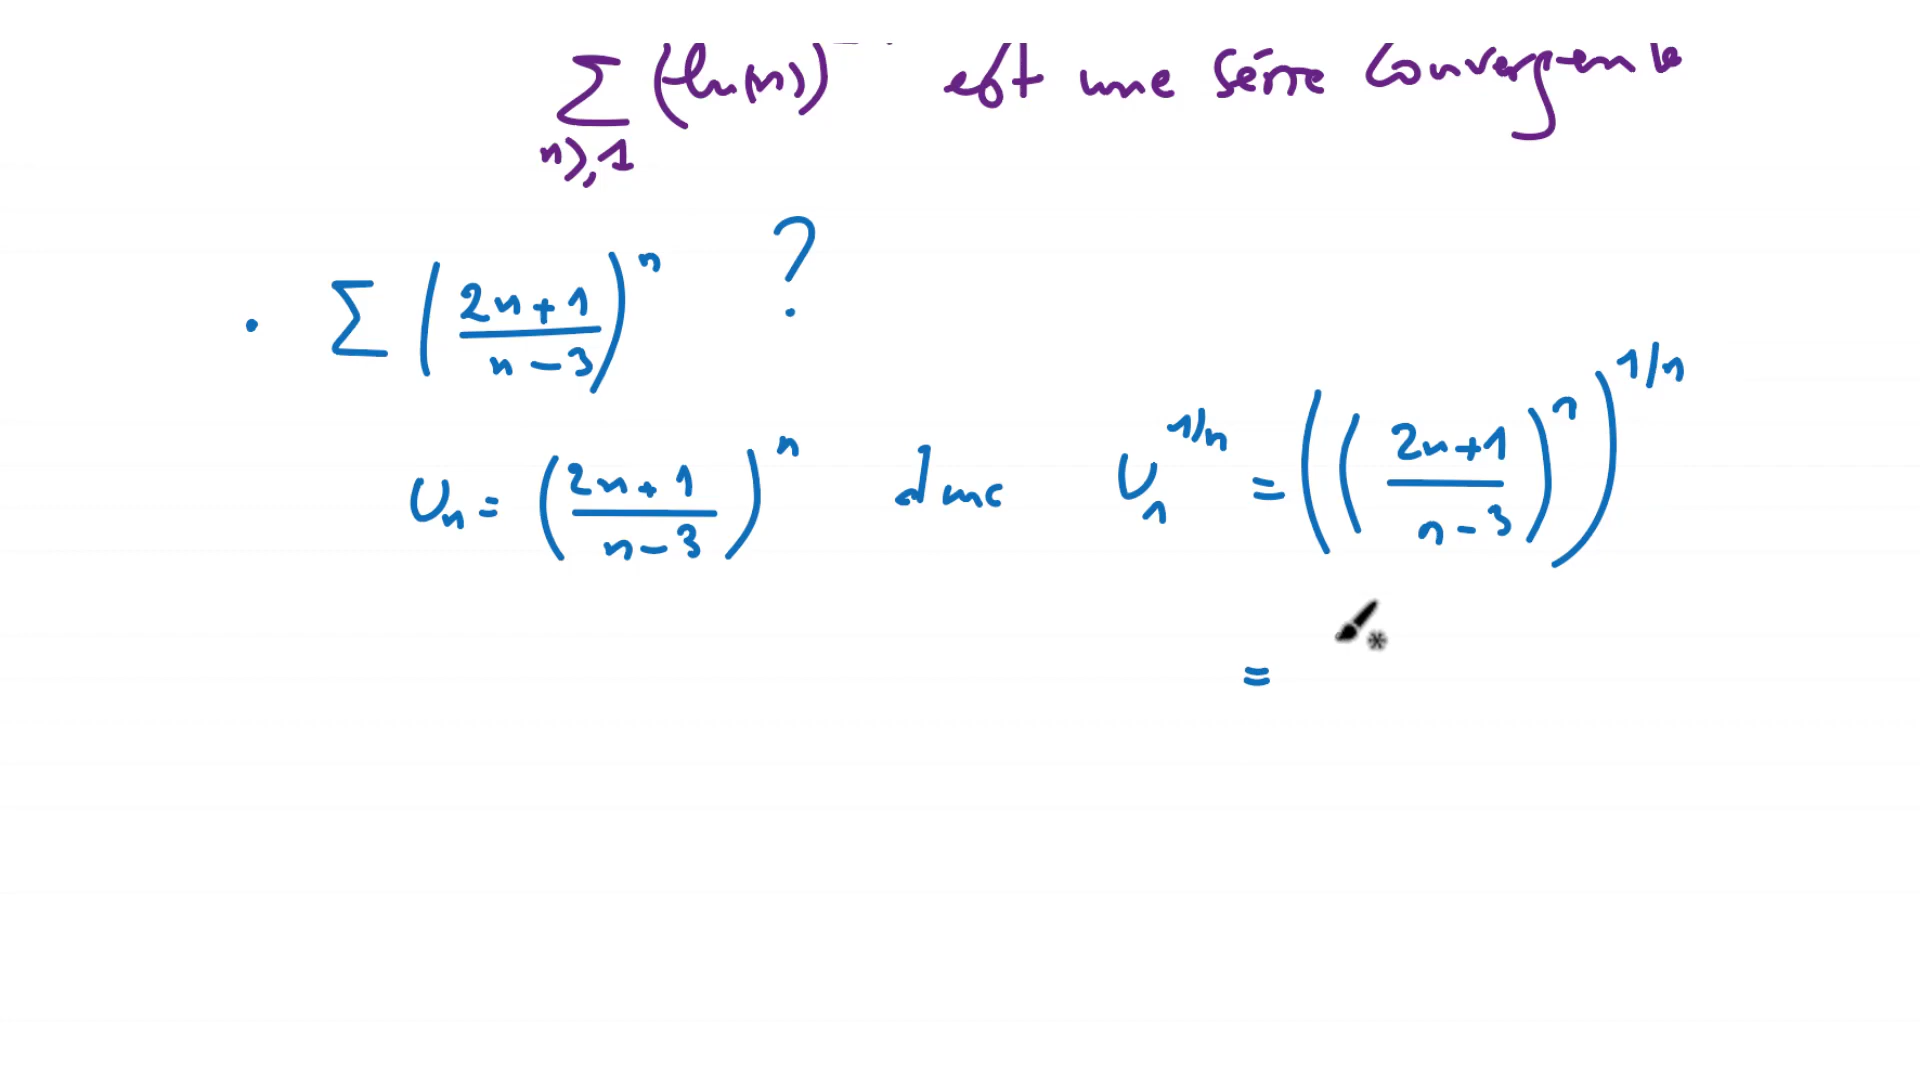 ∑ (ln(n)) est une série convergente
n⩾1
• ∑ ((2n+1)/(n-3))^n ?
U_n = ((2n+1)/(n-3))^n donc U_n^{1/n} = (((2n+1)/(n-3))^n)^{1/n}
=